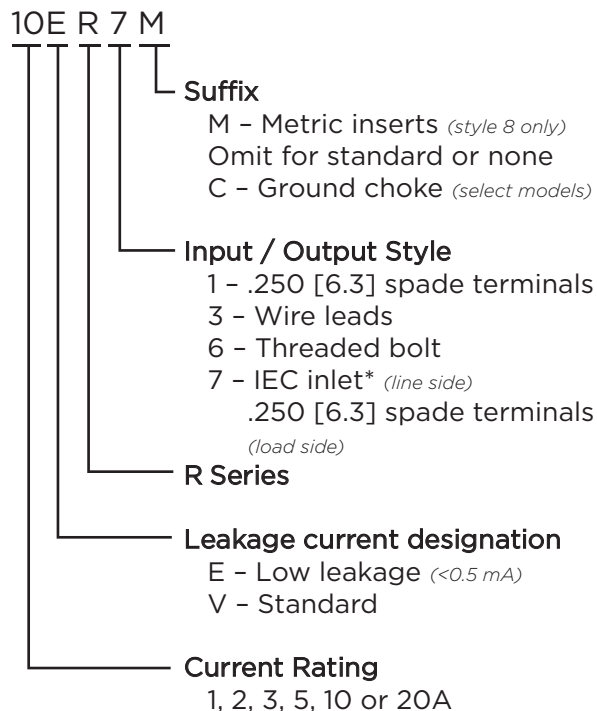 10E R 7 M
Suffix
M – Metric inserts (style 8 only)
Omit for standard or none
C – Ground choke (select models)
Input / Output Style
1 – .250 [6.3] spade terminals
3 – Wire leads
6 – Threaded bolt
7 – IEC inlet* (line side)
.250 [6.3] spade terminals
(load side)
R Series
Leakage current designation
E – Low leakage (<0.5 mA)
V – Standard
Current Rating
1, 2, 3, 5, 10 or 20A